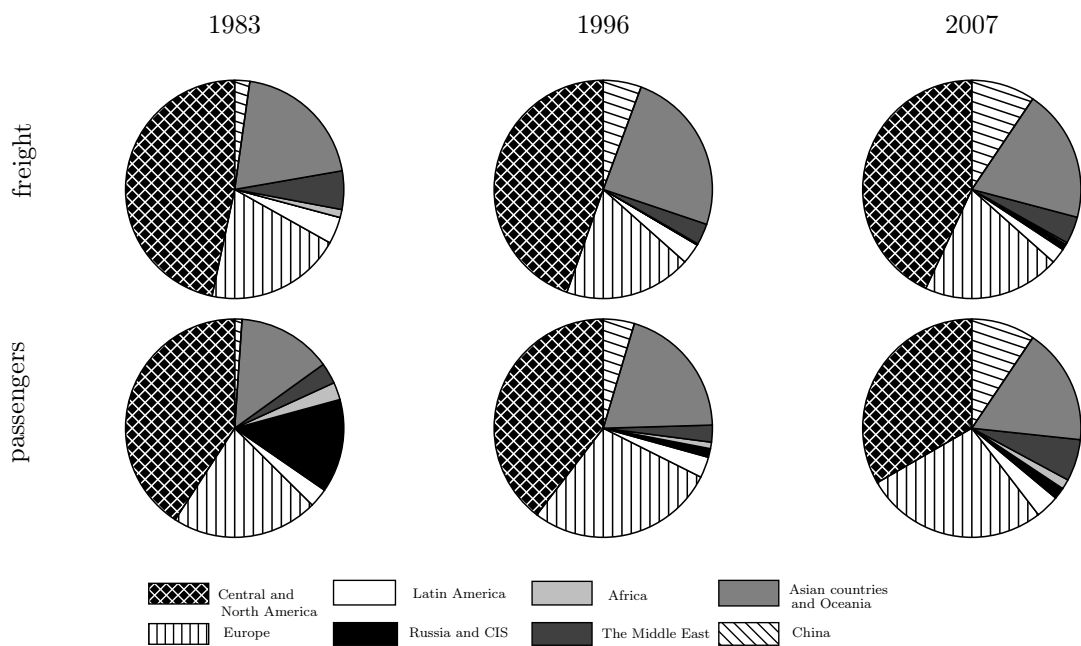 1983 1996 2007
freight
passengers
Central and
North America
Latin America
Africa
Asian countries
and Oceania
Europe
Russia and CIS
The Middle East
China